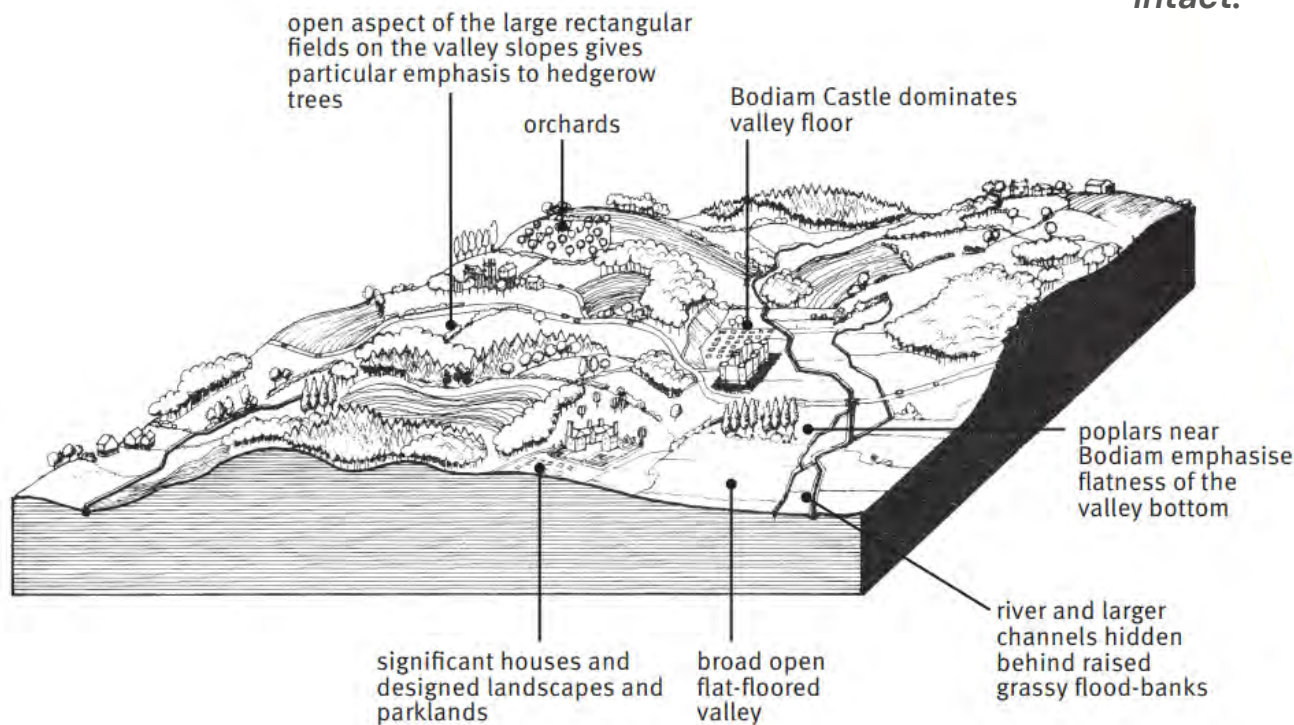 intact.
open aspect of the large rectangular
fields on the valley slopes gives
particular emphasis to hedgerow
trees
orchards
Bodiam Castle dominates
valley floor
poplars near
Bodiam emphasise
flatness of the
valley bottom
river and larger
channels hidden
behind raised
grassy flood-banks
significant houses and
designed landscapes and
parklands
broad open
flat-floored
valley